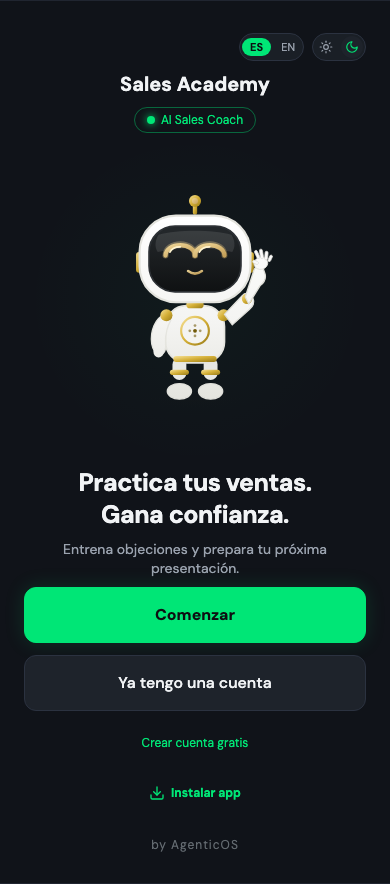 ES EN
Sales Academy
AI Sales Coach
Practica tus ventas.
Gana confianza.
Entrena objeciones y prepara tu próxima
presentación.
Comenzar
Ya tengo una cuenta
Crear cuenta gratis
Instalar app
by AgenticOS